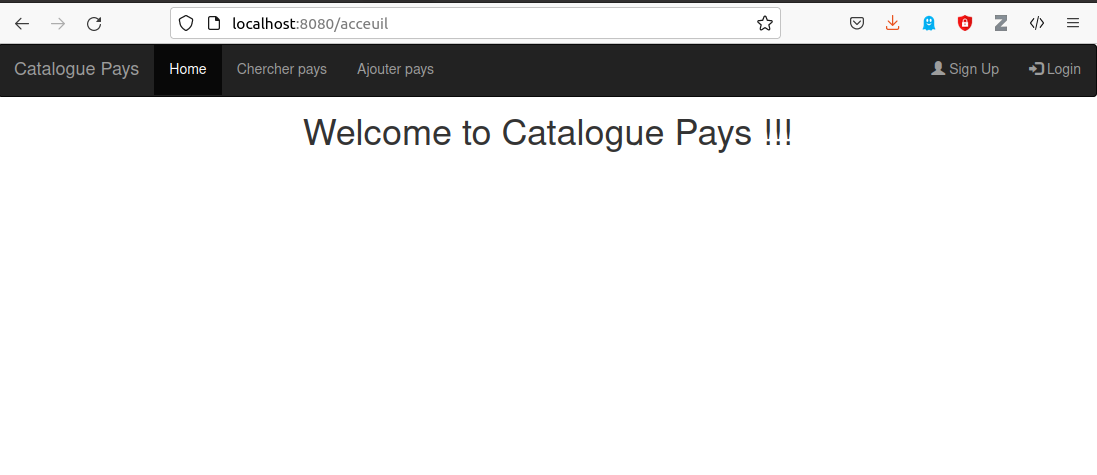 localhost:8080/acceuil
Catalogue Pays Home Chercher pays Ajouter pays Sign Up Login
Welcome to Catalogue Pays !!!